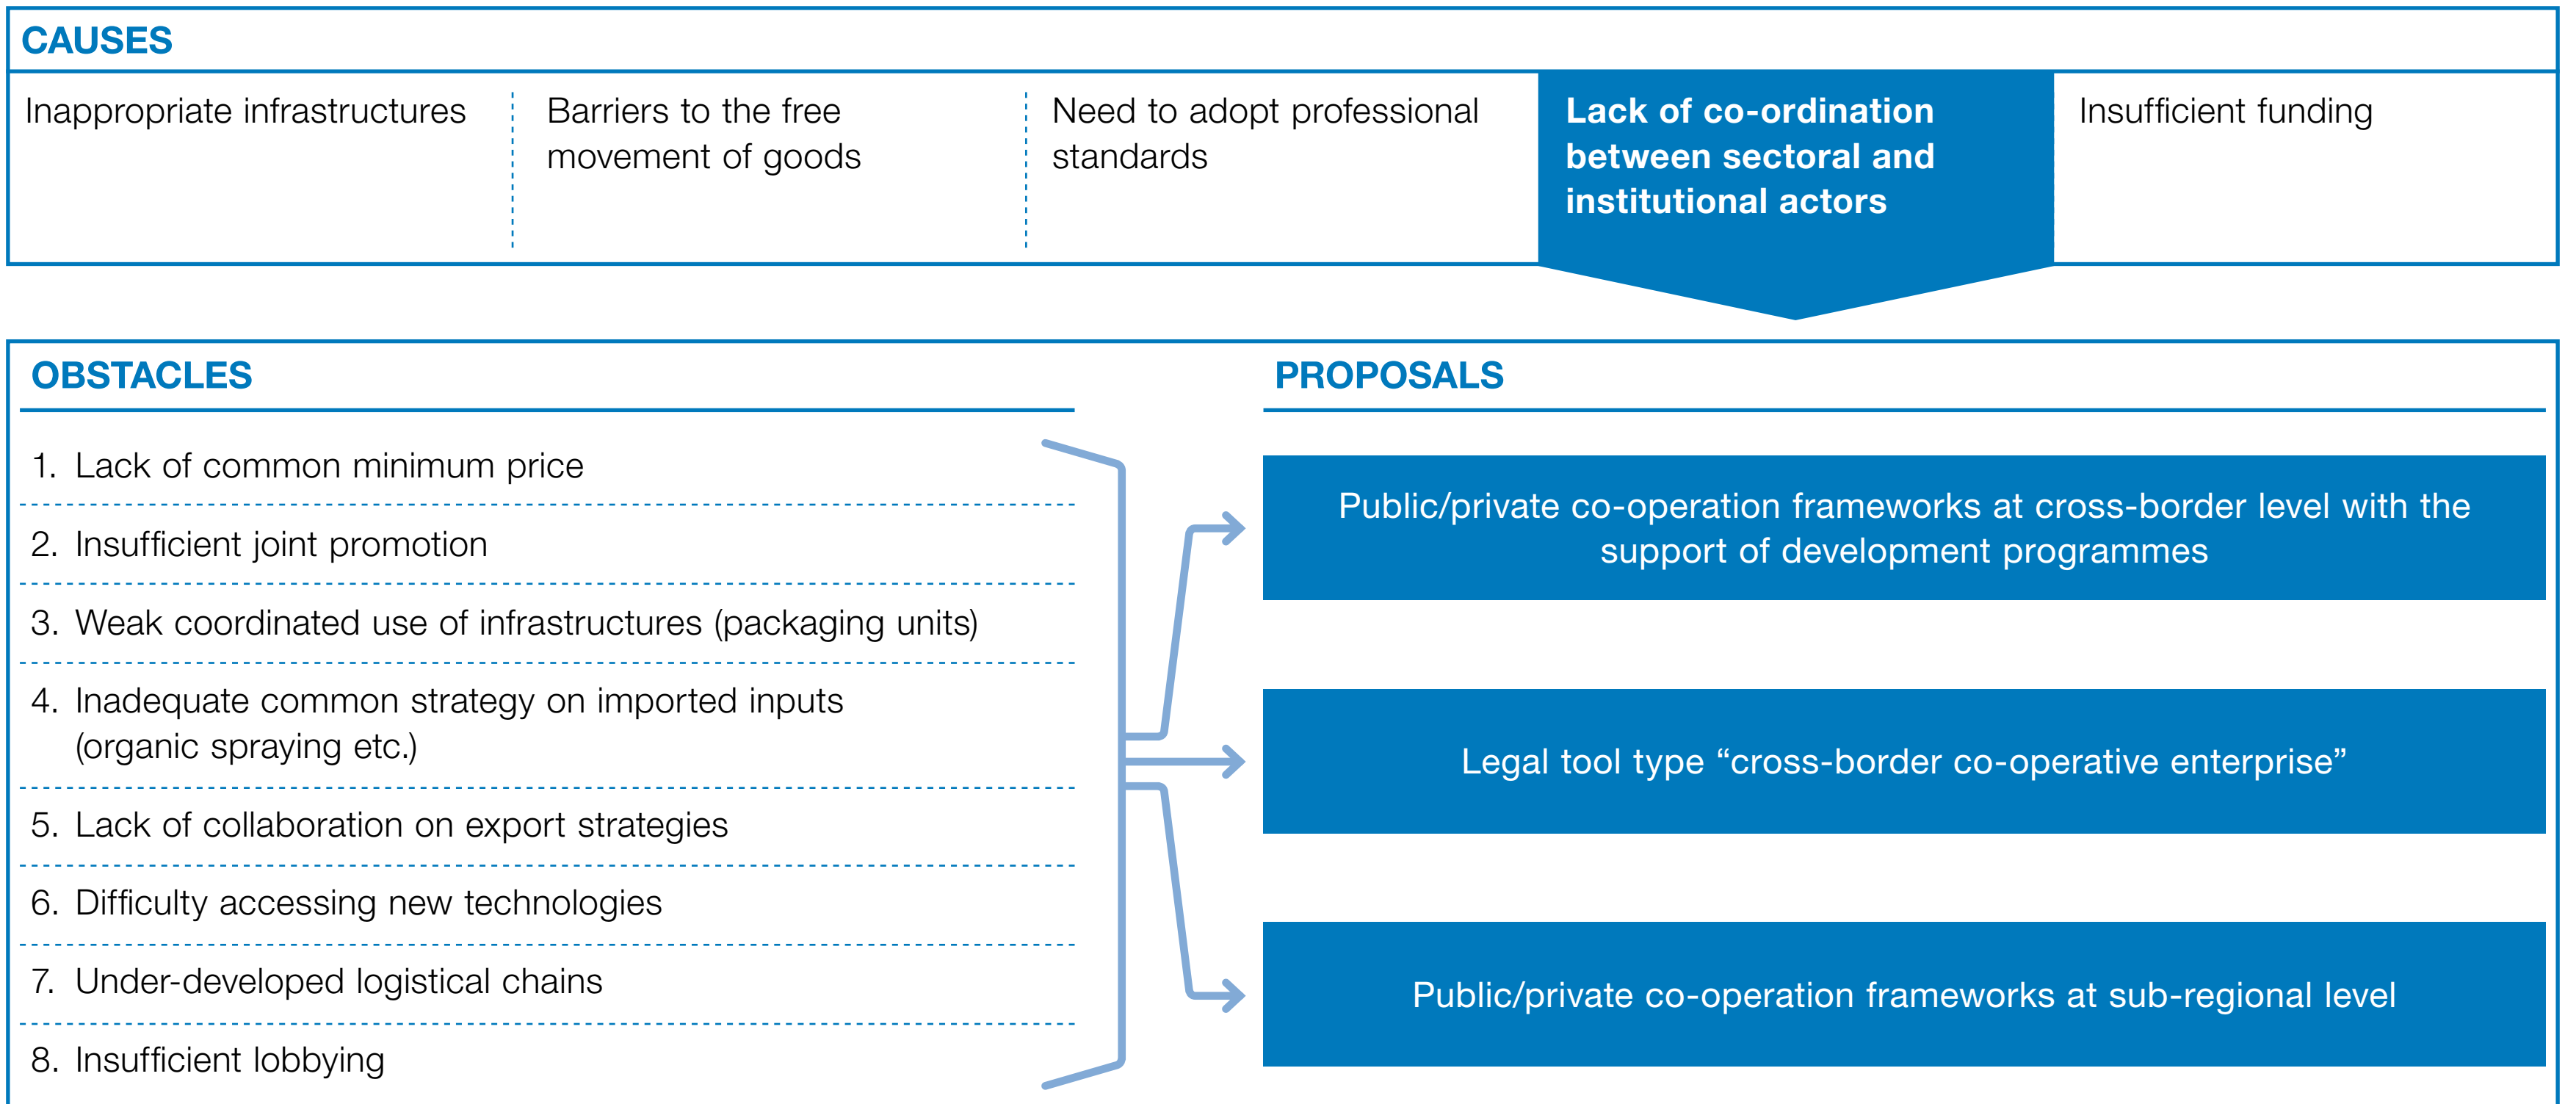 CAUSES
Inappropriate infrastructures
Barriers to the free
movement of goods
Need to adopt professional
standards
Lack of co-ordination
between sectoral and
institutional actors
Insufficient funding
OBSTACLES
1. Lack of common minimum price
2. Insufficient joint promotion
3. Weak coordinated use of infrastructures (packaging units)
4. Inadequate common strategy on imported inputs
(organic spraying etc.)
5. Lack of collaboration on export strategies
6. Difficulty accessing new technologies
7. Under-developed logistical chains
8. Insufficient lobbying
PROPOSALS
Public/private co-operation frameworks at cross-border level with the
support of development programmes
Legal tool type “cross-border co-operative enterprise”
Public/private co-operation frameworks at sub-regional level